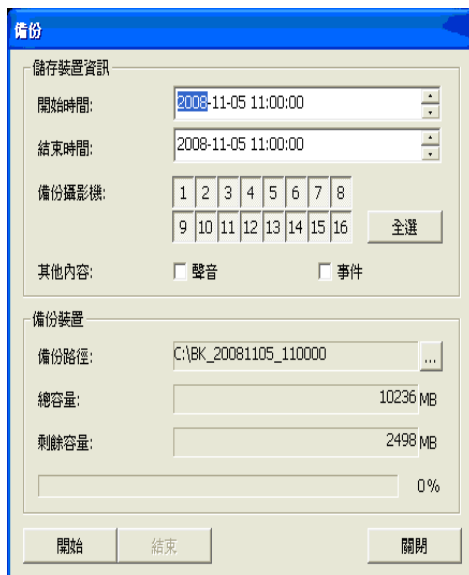 備份
儲存裝置資訊
開始時間: 2008-11-05 11:00:00
結束時間: 2008-11-05 11:00:00
備份攝影機: 1 2 3 4 5 6 7 8
9 10 11 12 13 14 15 16 全選
其他內容: 聲音 事件
備份裝置
備份路徑: C:\BK_20081105_110000 ...
總容量: 10236 MB
剩餘容量: 2498 MB
0%
開始 結束 關閉